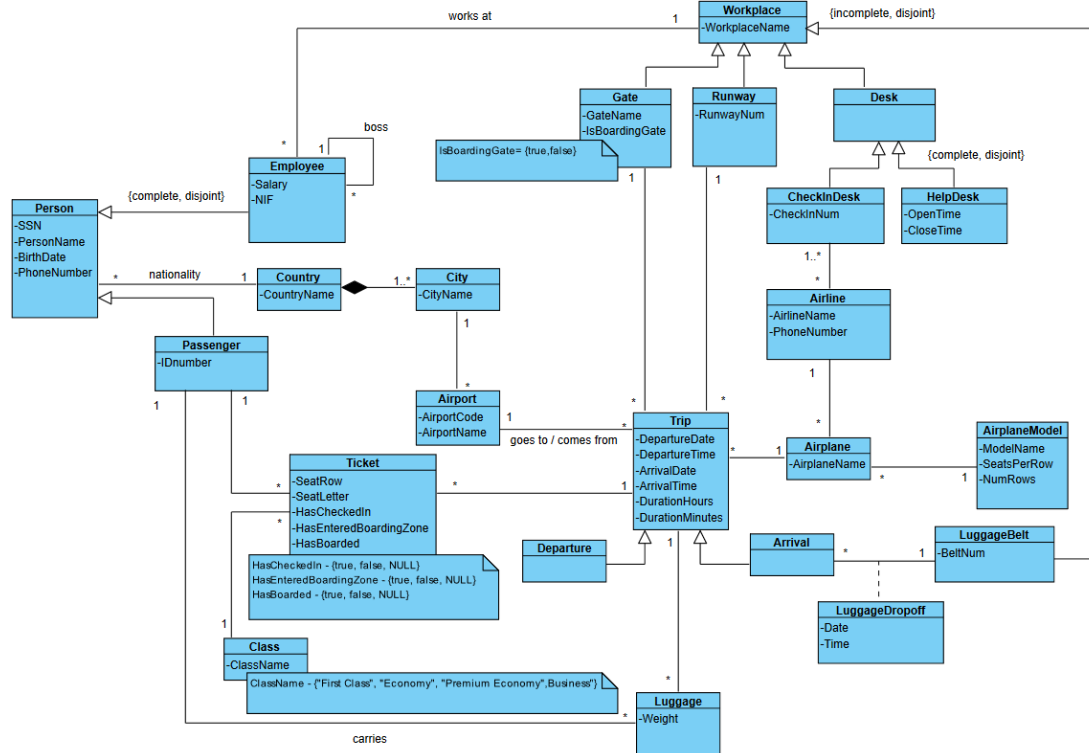 works at
1
Workplace
-WorkplaceName
{incomplete, disjoint}
Gate
-GateName
-IsBoardingGate
IsBoardingGate= {true,false}
1
Runway
-RunwayNum
1
Desk
{complete, disjoint}
boss
1
*
*
Employee
-Salary
-NIF
{complete, disjoint}
Person
-SSN
-PersonName
-BirthDate
-PhoneNumber
CheckInDesk
-CheckInNum
HelpDesk
-OpenTime
-CloseTime
1..*
*
*
nationality
1
Country
-CountryName
1..*
City
-CityName
1
*
Airline
-AirlineName
-PhoneNumber
1
*
Passenger
-IDnumber
1
1
Airport
-AirportCode
-AirportName
1
*
goes to / comes from
*
*
Trip
-DepartureDate
-DepartureTime
-ArrivalDate
-ArrivalTime
-DurationHours
-DurationMinutes
*
1
Airplane
-AirplaneName
*
1
AirplaneModel
-ModelName
-SeatsPerRow
-NumRows
Ticket
-SeatRow
-SeatLetter
-HasCheckedIn
-HasEnteredBoardingZone
-HasBoarded
*
*
*
1
HasCheckedIn - {true, false, NULL}
HasEnteredBoardingZone - {true, false, NULL}
HasBoarded - {true, false, NULL}
Departure
1
Arrival
*
1
LuggageBelt
-BeltNum
LuggageDropoff
-Date
-Time
1
Class
-ClassName
ClassName - {"First Class", "Economy", "Premium Economy",Business"}
*
*
Luggage
-Weight
carries